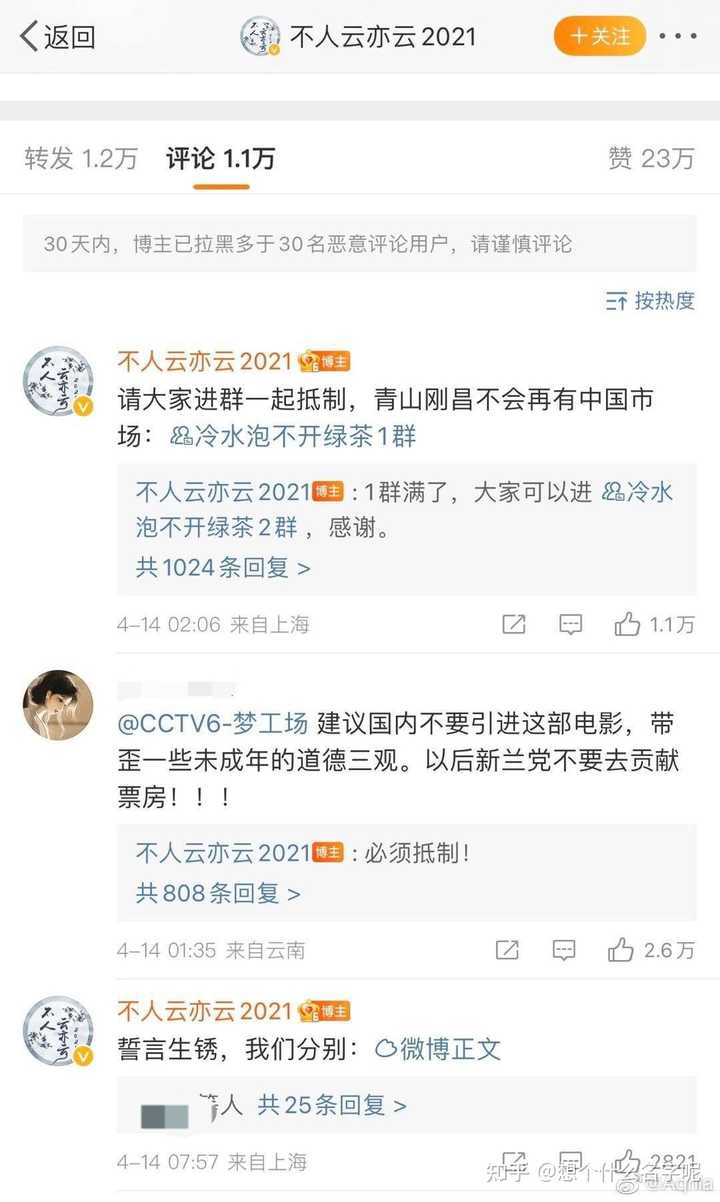 返回
不人云亦云2021
+关注
转发 1.2万 评论 1.1万 赞 23万
30天内，博主已拉黑多于30名恶意评论用户，请谨慎评论
按热度
不人云亦云2021 博主
请大家进群一起抵制，青山刚昌不会再有中国市
场：冷水泡不开绿茶1群
不人云亦云2021博主：1群满了，大家可以进 冷水
泡不开绿茶2群，感谢。
共1024条回复 >
4-14 02:06 来自上海 1.1万
@CCTV6-梦工场 建议国内不要引进这部电影，带
歪一些未成年的道德三观。以后新兰党不要去贡献
票房！！！
不人云亦云2021博主：必须抵制！
共808条回复 >
4-14 01:35 来自云南 2.6万
不人云亦云2021 博主
誓言生锈，我们分别：微博正文
等人 共25条回复 >
4-14 07:57 来自上海 2821
知乎 @想个什么名字呢
@Aqma